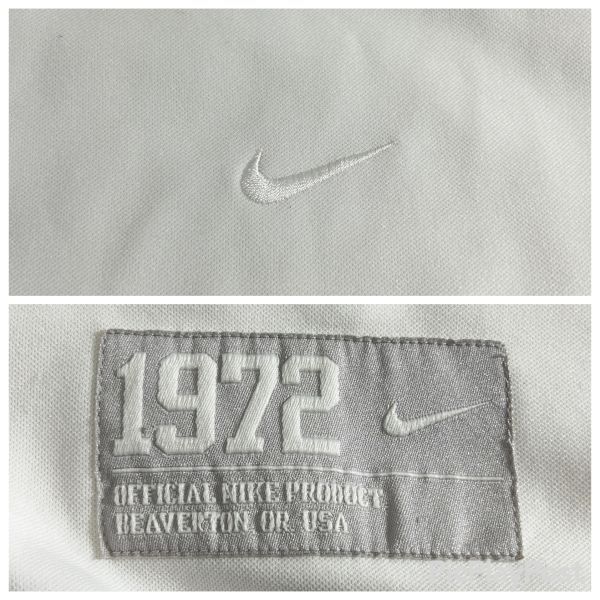 1972
OFFICIAL NIKE PRODUCT
BEAVERTON OR USA